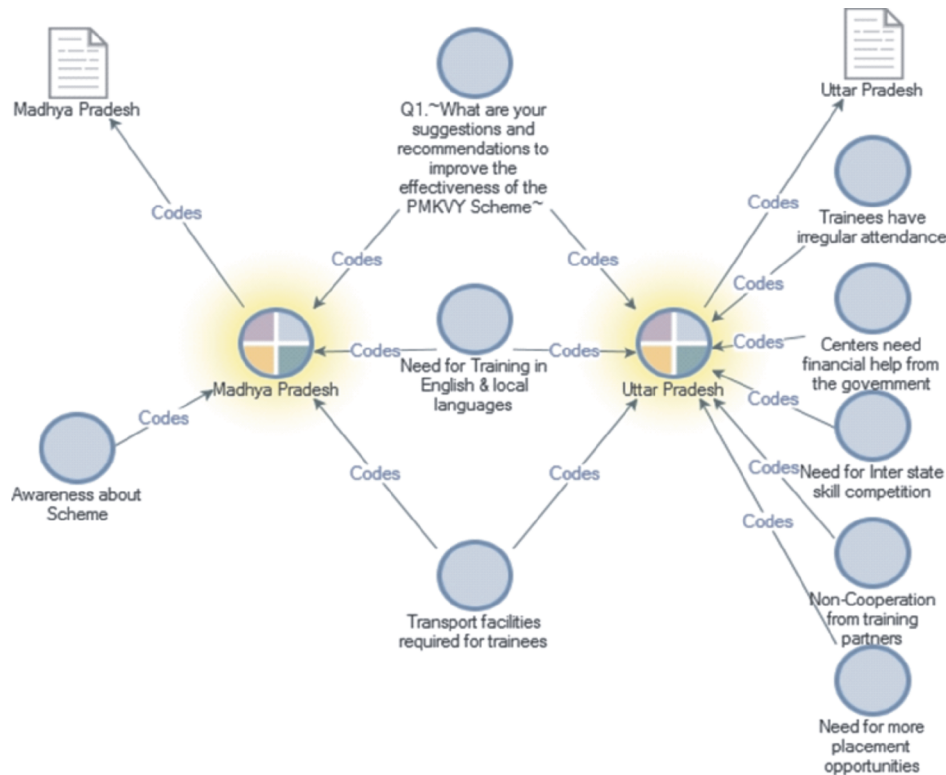 Madhya Pradesh
Uttar Pradesh
Q1.~What are your
suggestions and
recommendations to
improve the
effectiveness of the
PMKVY Scheme~
Trainees have
irregular attendance
Codes
Codes
Codes
Codes
Codes
Codes
Codes
Codes
Centers need
financial help from
the government
Need for Training in
English & local
languages
Madhya Pradesh
Uttar Pradesh
Codes
Codes
Awareness about
Scheme
Need for Inter state
skill competition
Codes
Codes
Codes
Codes
Transport facilities
required for trainees
Non-Cooperation
from training
partners
Need for more
placement
opportunities